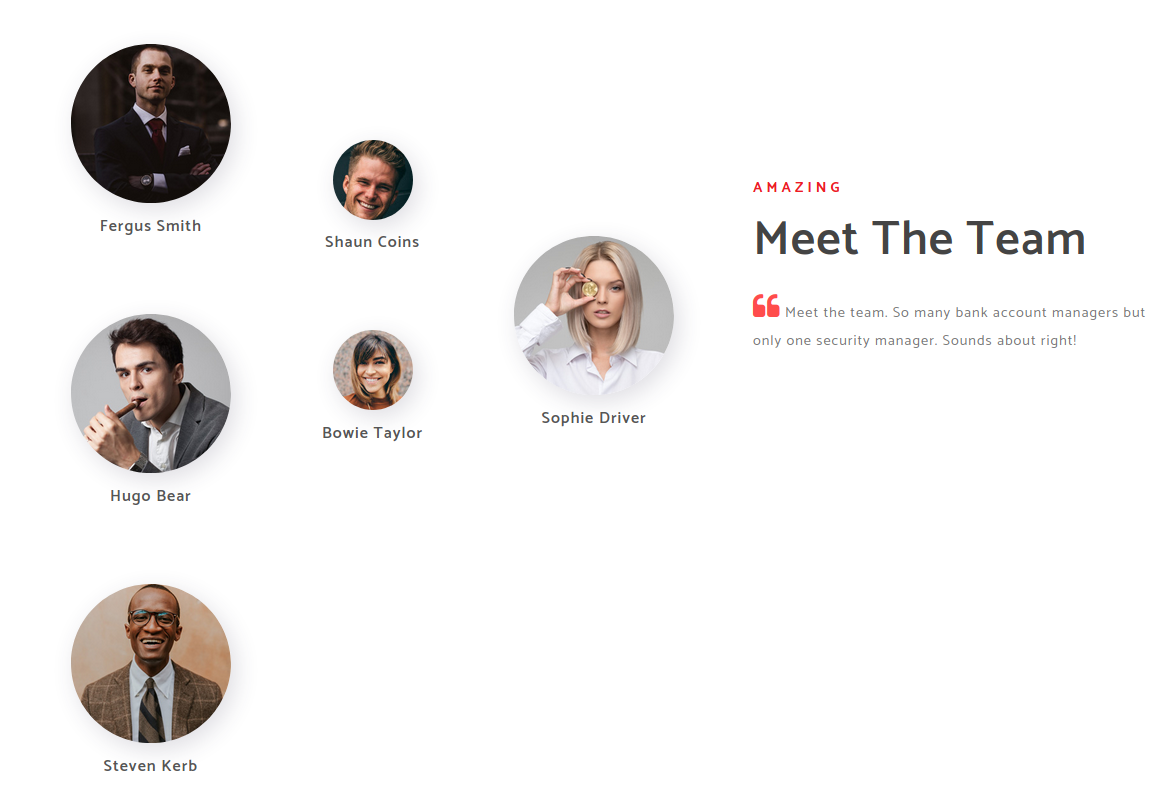 Fergus Smith
Shaun Coins
Sophie Driver
Hugo Bear
Bowie Taylor
Steven Kerb
AMAZING
Meet The Team
Meet the team. So many bank account managers but
only one security manager. Sounds about right!